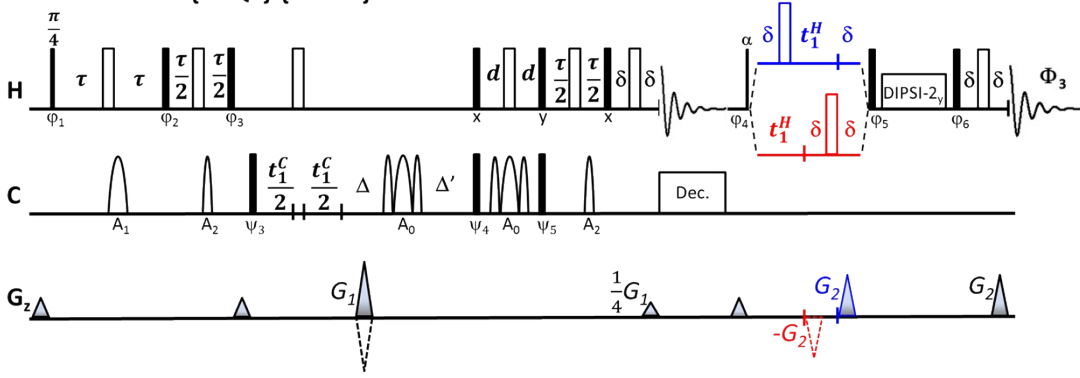 π/4 τ τ τ/2 τ/2 d d τ/2 τ/2 δ δ α δ t₁ᴴ δ DIPSI-2y δ δ Φ₃
H
φ₁ φ₂ φ₃ x y x φ₄ t₁ᴴ δ δ φ₅ φ₆
t₁ᶜ/2 t₁ᶜ/2 Δ Δ' Dec.
C
A₁ A₂ ψ₃ A₀ ψ₄ A₀ ψ₅ A₂
Gz G₁ 1/4 G₁ G₂ G₂
-G₂